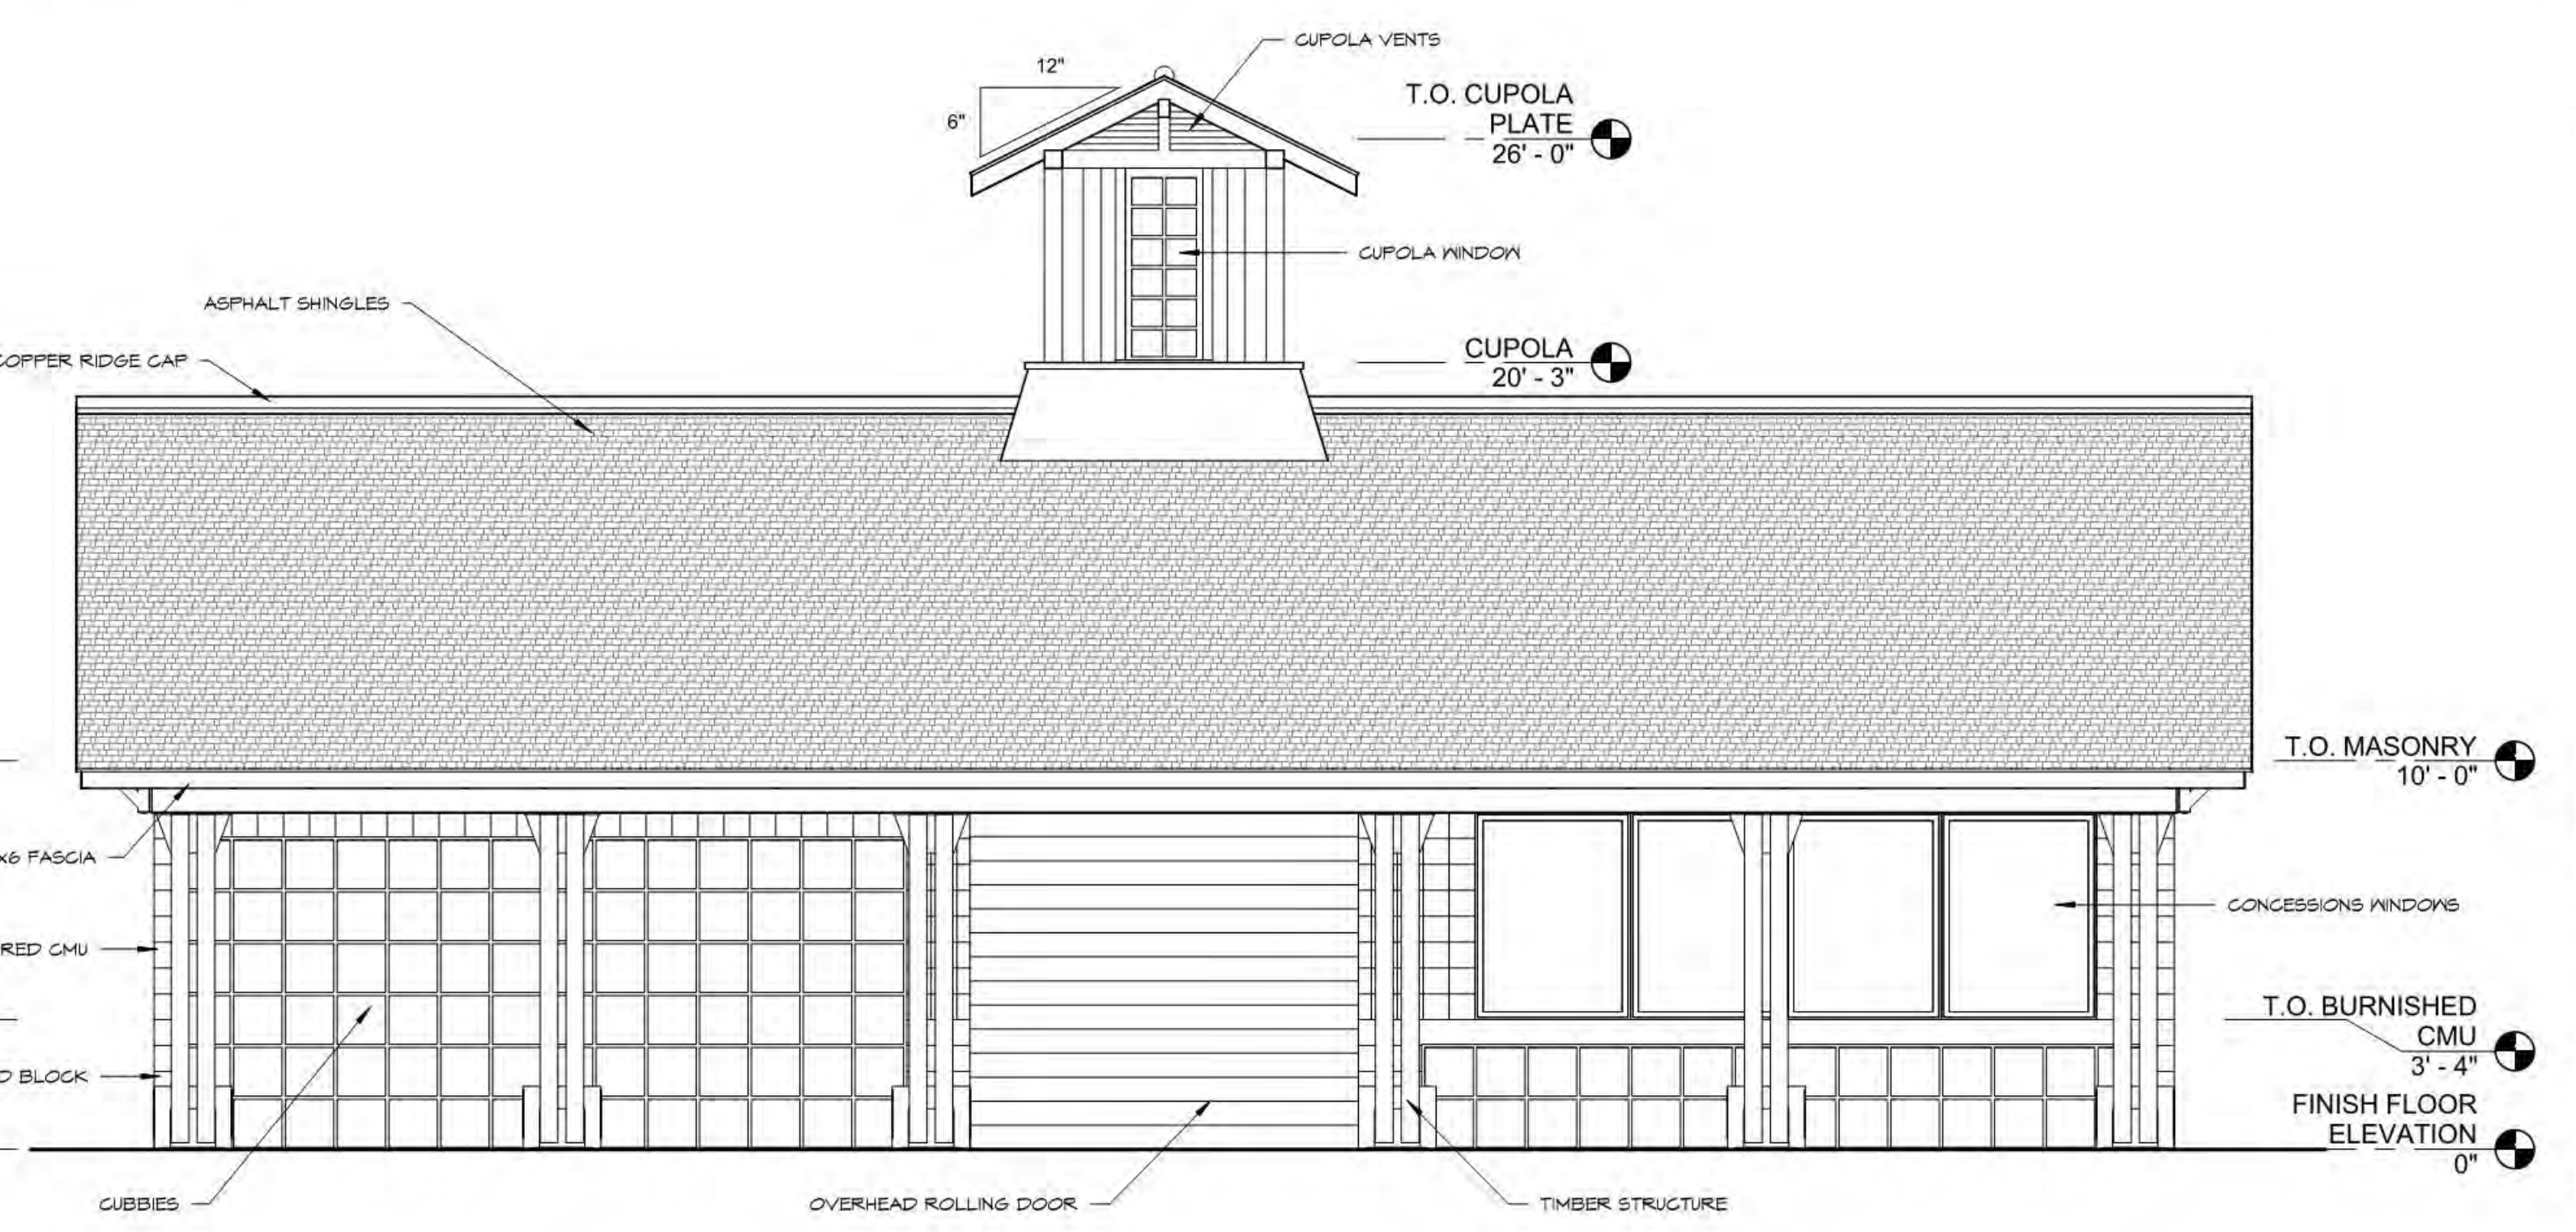 CUPOLA VENTS
12"
6"
T.O. CUPOLA
PLATE
26' - 0"
CUPOLA WINDOW
ASPHALT SHINGLES
COPPER RIDGE CAP
CUPOLA
20' - 3"
T.O. MASONRY
10' - 0"
X6 FASCIA
CONCESSIONS WINDOWS
RED CMU
T.O. BURNISHED
CMU
3' - 4"
D BLOCK
FINISH FLOOR
ELEVATION
0"
CUBBIES
OVERHEAD ROLLING DOOR
TIMBER STRUCTURE